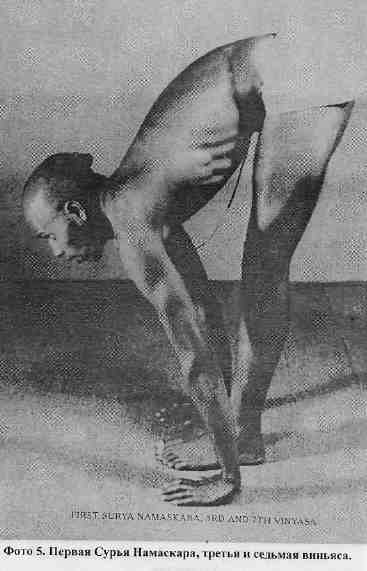 FIRST SURYA NAMASKARA, 3RD AND 7TH VINYASA
Фото 5. Первая Сурья Намаскара, третья и седьмая виньяса.